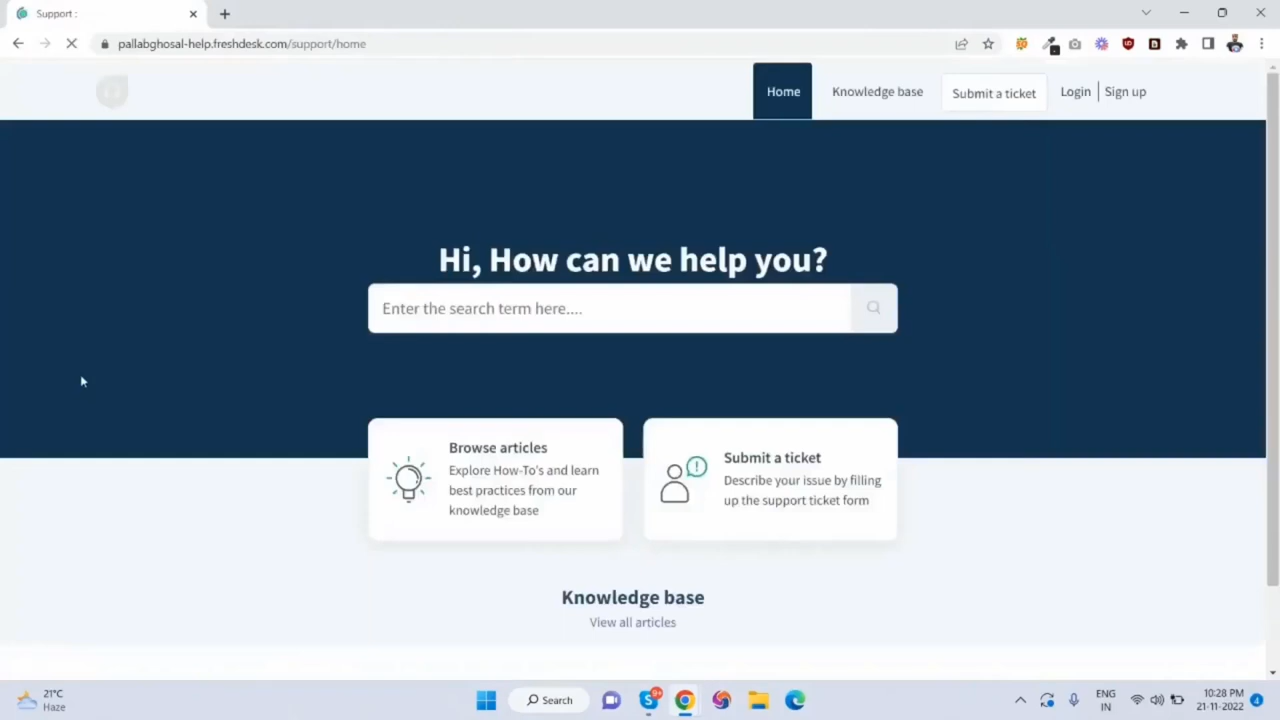 Support :
pallabghosal-help.freshdesk.com/support/home
Home
Knowledge base
Submit a ticket
Login
Sign up
Hi, How can we help you?
Enter the search term here....
Browse articles
Explore How-To's and learn
best practices from our
knowledge base
Submit a ticket
Describe your issue by filling
up the support ticket form
Knowledge base
View all articles
21°C
Haze
Search
9+
ENG
IN
10:28 PM
21-11-2022
4